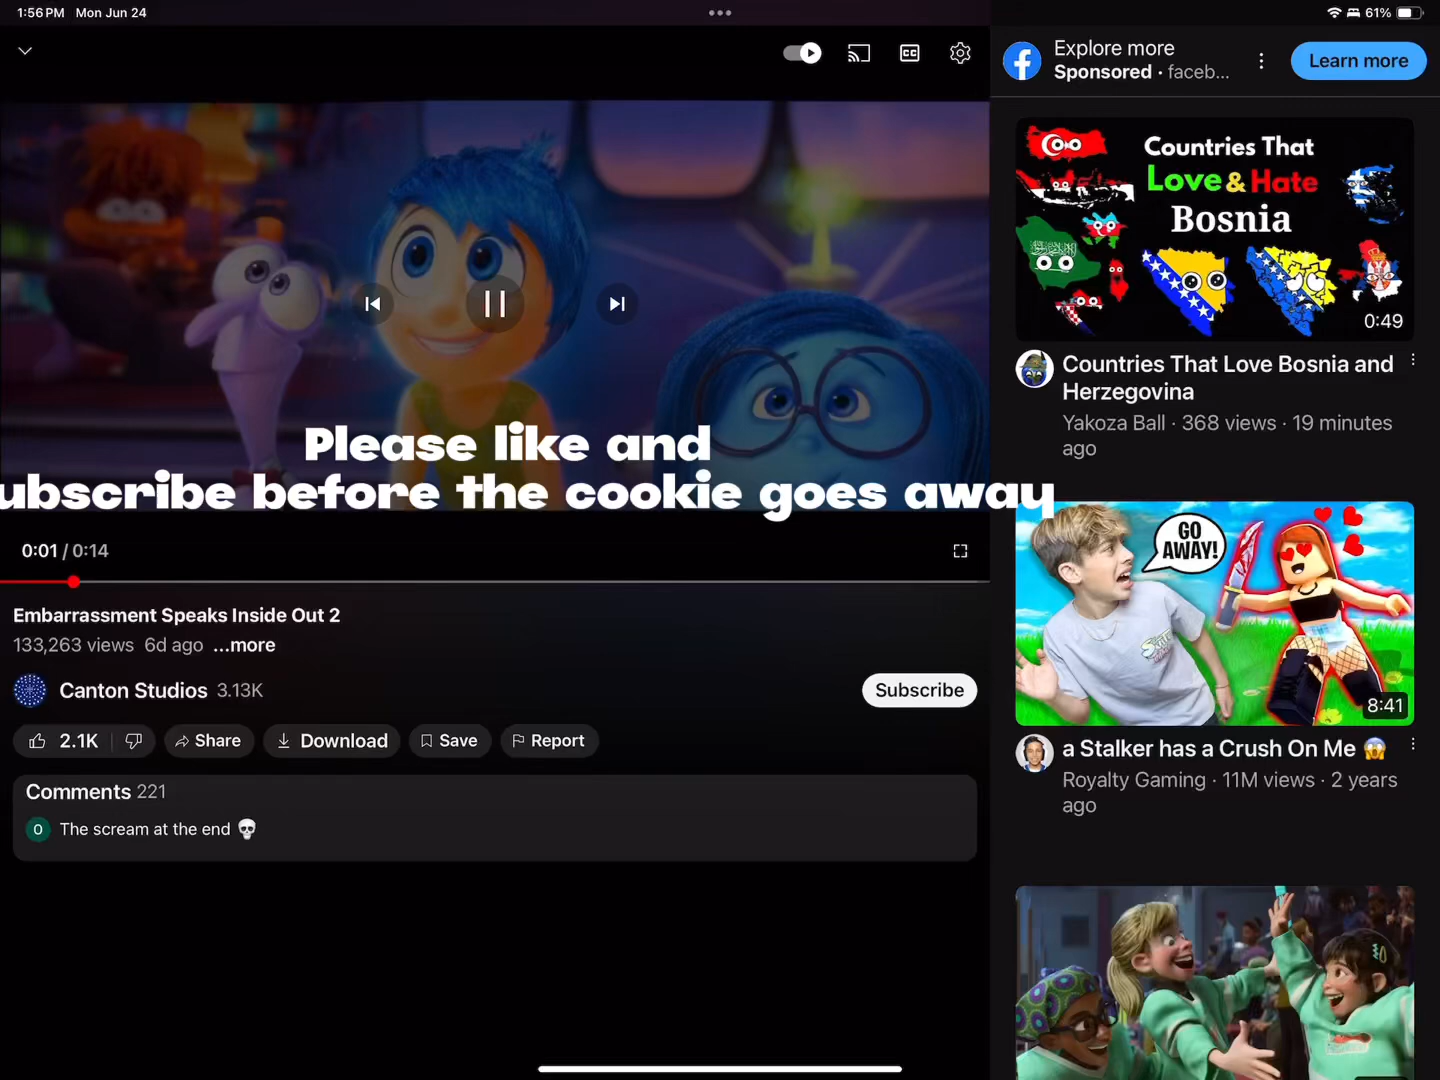 1:56 PM Mon Jun 24
61%
Explore more
Sponsored · faceb...
Learn more
Countries That
Love & Hate
Bosnia
0:49
Countries That Love Bosnia and
Herzegovina
Yakoza Ball · 368 views · 19 minutes
ago
Please like and
ubscribe before the cookie goes away
0:01 / 0:14
Embarrassment Speaks Inside Out 2
133,263 views 6d ago ...more
Canton Studios 3.13K
Subscribe
2.1K
Share
Download
Save
Report
Comments 221
O The scream at the end 💀
GO
AWAY!
8:41
a Stalker has a Crush On Me 😱
Royalty Gaming · 11M views · 2 years
ago